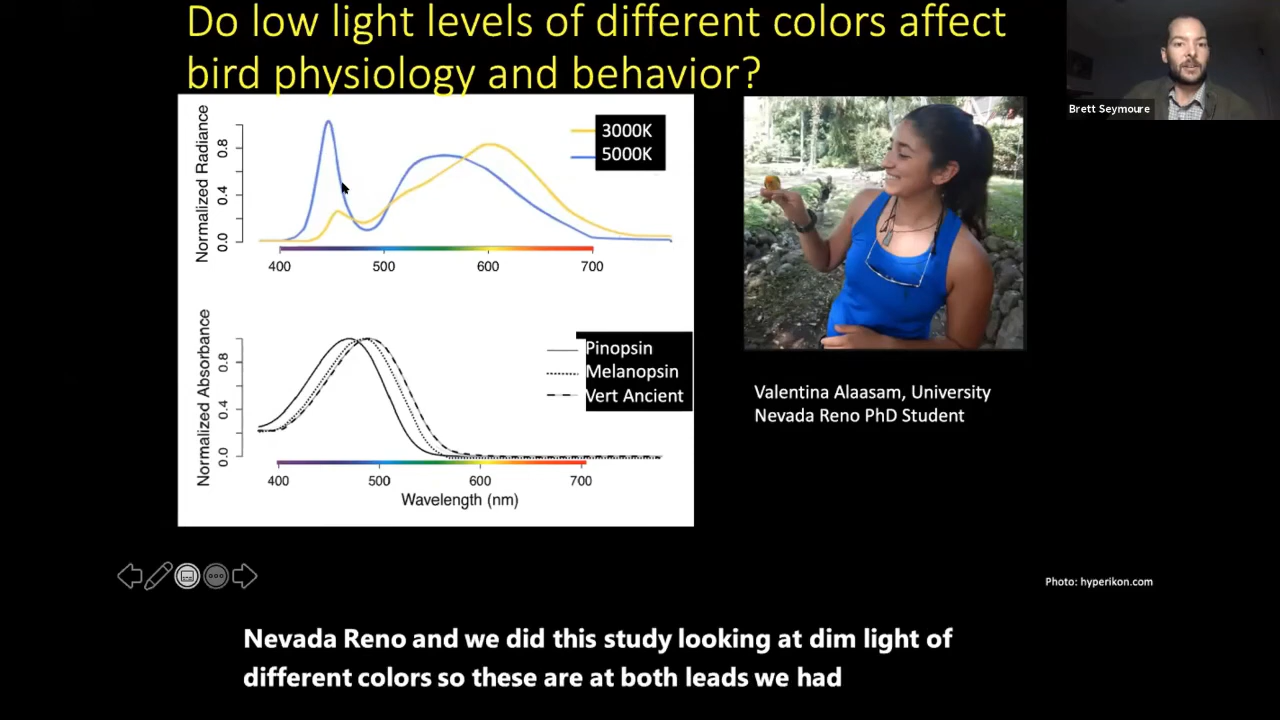 Do low light levels of different colors affect
bird physiology and behavior?
Brett Seymoure
Normalized Radiance
0.8
0.4
0.0
3000K
5000K
400 500 600 700
Normalized Absorbance
0.8
0.4
0.0
Pinopsin
Melanopsin
Vert Ancient
400 500 600 700
Wavelength (nm)
Valentina Alaasam, University
Nevada Reno PhD Student
Photo: hyperikon.com
Nevada Reno and we did this study looking at dim light of
different colors so these are at both leads we had